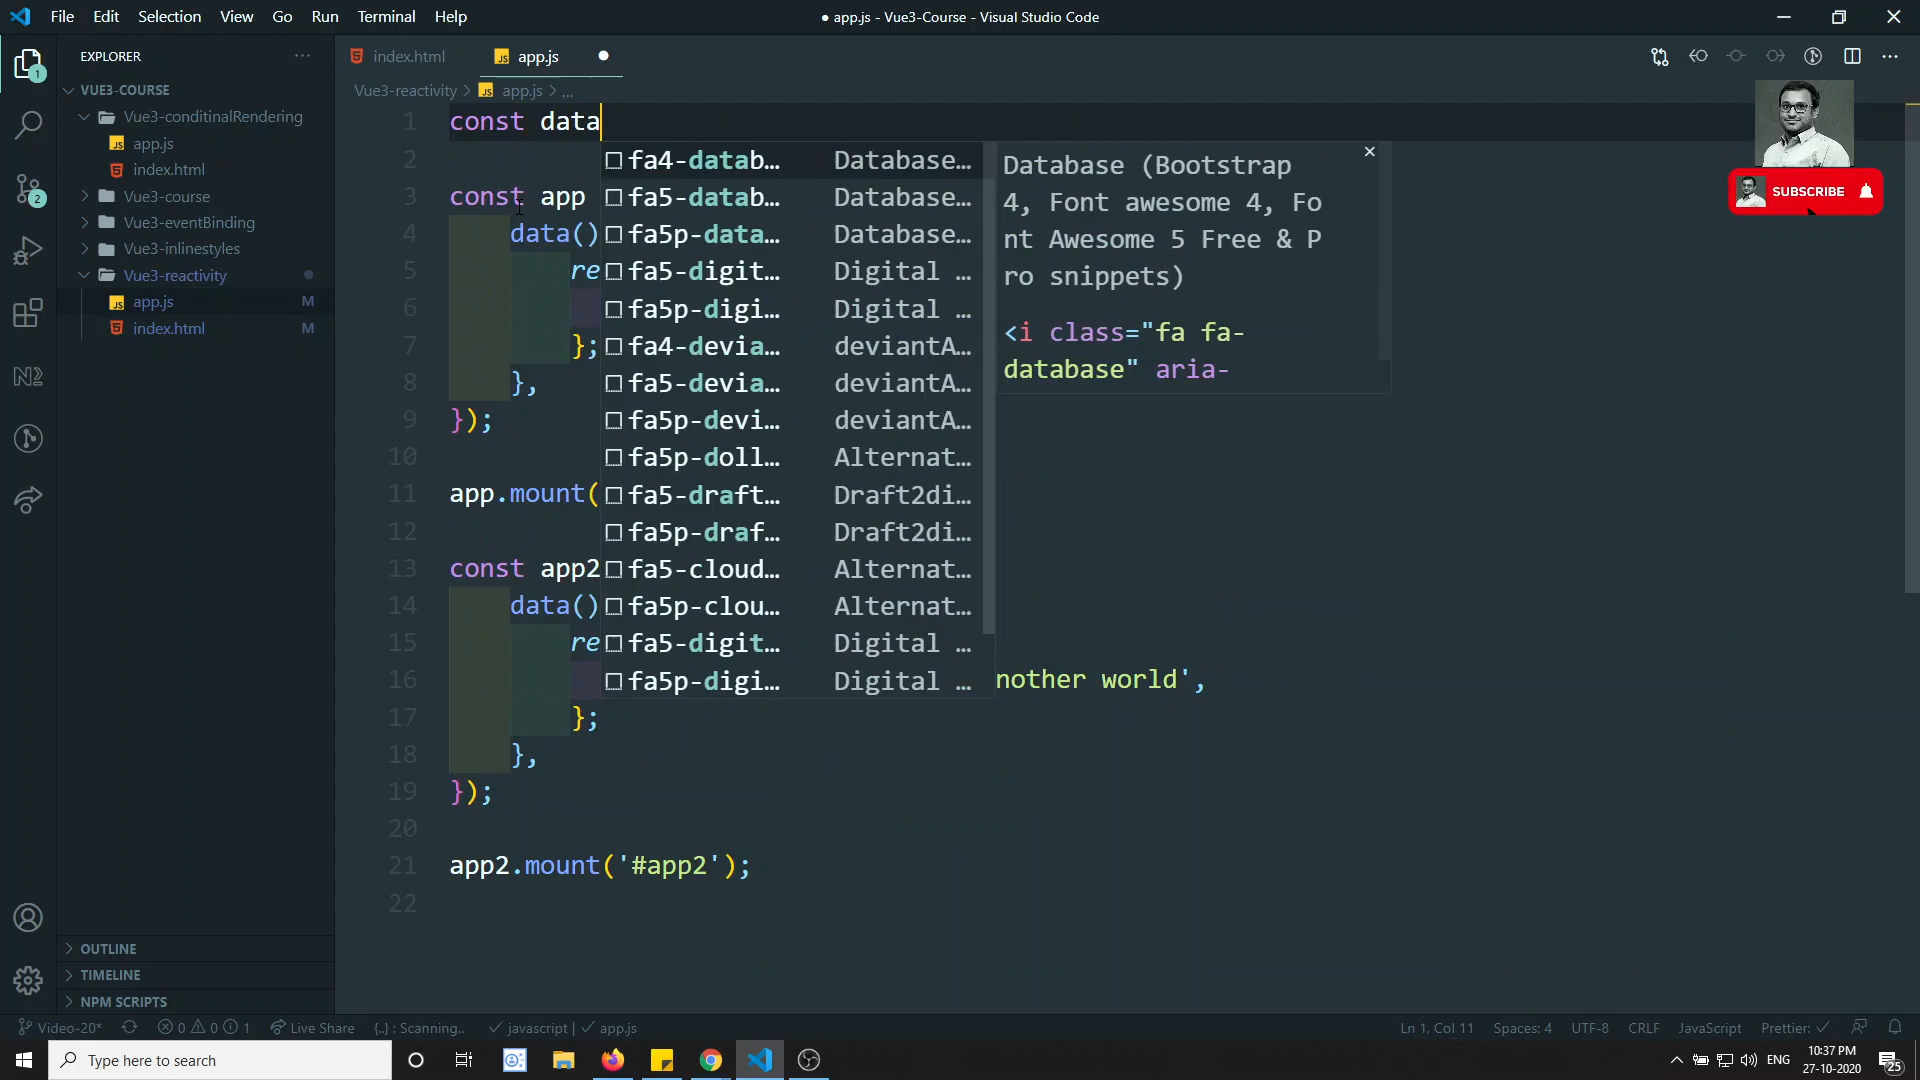 File Edit Selection View Go Run Terminal Help
● app.js - Vue3-Course - Visual Studio Code
EXPLORER
index.html
app.js
Vue3-reactivity > app.js > ...
VUE3-COURSE
Vue3-conditinalRendering
app.js
index.html
Vue3-course
Vue3-eventBinding
Vue3-inlinestyles
Vue3-reactivity
app.js M
index.html M
1 const data
2
3 const app
4 data()
5 re
6
7 };
8 },
9 });
10
11 app.mount(
12
13 const app2
14 data()
15 re
16 nother world',
17 };
18 },
19 });
20
21 app2.mount('#app2');
22
fa4-datab... Database...
fa5-datab... Database...
fa5p-data... Database...
fa5-digit... Digital ...
fa5p-digi... Digital ...
fa4-devia... deviantA...
fa5-devia... deviantA...
fa5p-devi... deviantA...
fa5p-doll... Alternat...
fa5-draft... Draft2di...
fa5p-draf... Draft2di...
fa5-cloud... Alternat...
fa5p-clou... Alternat...
fa5-digit... Digital ...
fa5p-digi... Digital ...
Database (Bootstrap
4, Font awesome 4, Fo
nt Awesome 5 Free & P
ro snippets)
<i class="fa fa-
database" aria-
SUBSCRIBE
1
2
OUTLINE
TIMELINE
NPM SCRIPTS
Video-20* 0 0 1 Live Share {..} : Scanning.. javascript | app.js
Ln 1, Col 11 Spaces: 4 UTF-8 CRLF JavaScript Prettier:
Type here to search
ENG
10:37 PM
27-10-2020
25